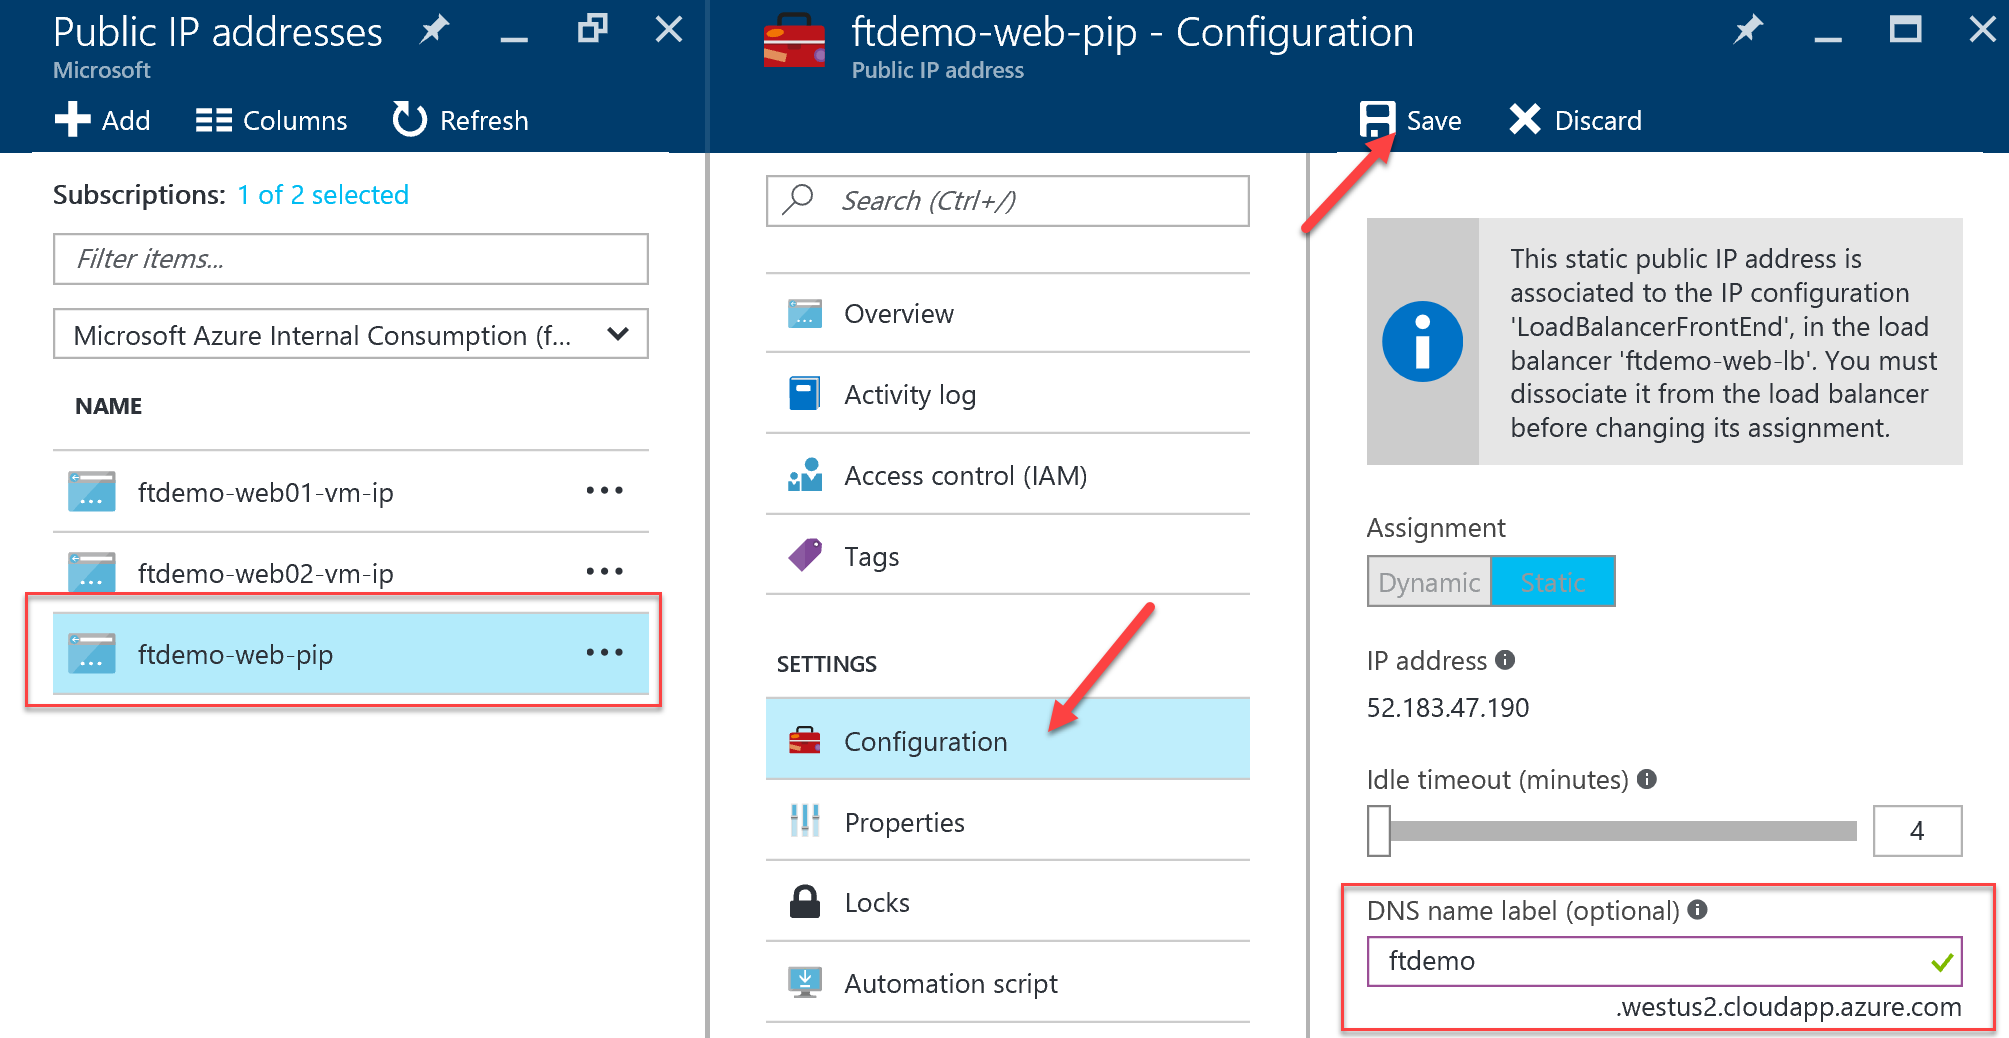 Public IP addresses
Microsoft
Add
Columns
Refresh
Subscriptions: 1 of 2 selected
Filter items...
Microsoft Azure Internal Consumption (f...
NAME
ftdemo-web01-vm-ip
ftdemo-web02-vm-ip
ftdemo-web-pip
ftdemo-web-pip - Configuration
Public IP address
Save
Discard
Search (Ctrl+/)
Overview
Activity log
Access control (IAM)
Tags
SETTINGS
Configuration
Properties
Locks
Automation script
This static public IP address is
associated to the IP configuration
'LoadBalancerFrontEnd', in the load
balancer 'ftdemo-web-lb'. You must
dissociate it from the load balancer
before changing its assignment.
Assignment
Dynamic
Static
IP address
52.183.47.190
Idle timeout (minutes)
4
DNS name label (optional)
ftdemo
.westus2.cloudapp.azure.com